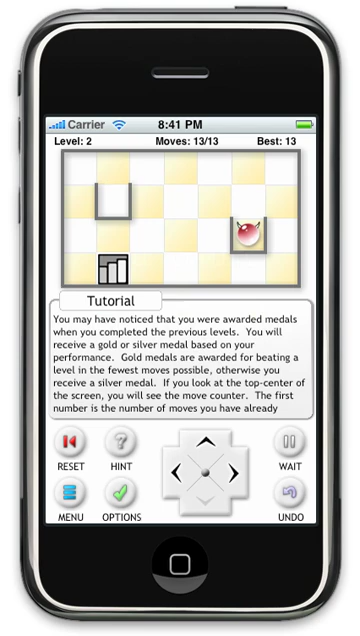 Carrier 8:41 PM
Level: 2 Moves: 13/13 Best: 13
Tutorial
You may have noticed that you were awarded medals
when you completed the previous levels. You will
receive a gold or silver medal based on your
performance. Gold medals are awarded for beating a
level in the fewest moves possible, otherwise you
receive a silver medal. If you look at the top-center of
the screen, you will see the move counter. The first
number is the number of moves you have already
RESET HINT WAIT
MENU OPTIONS UNDO